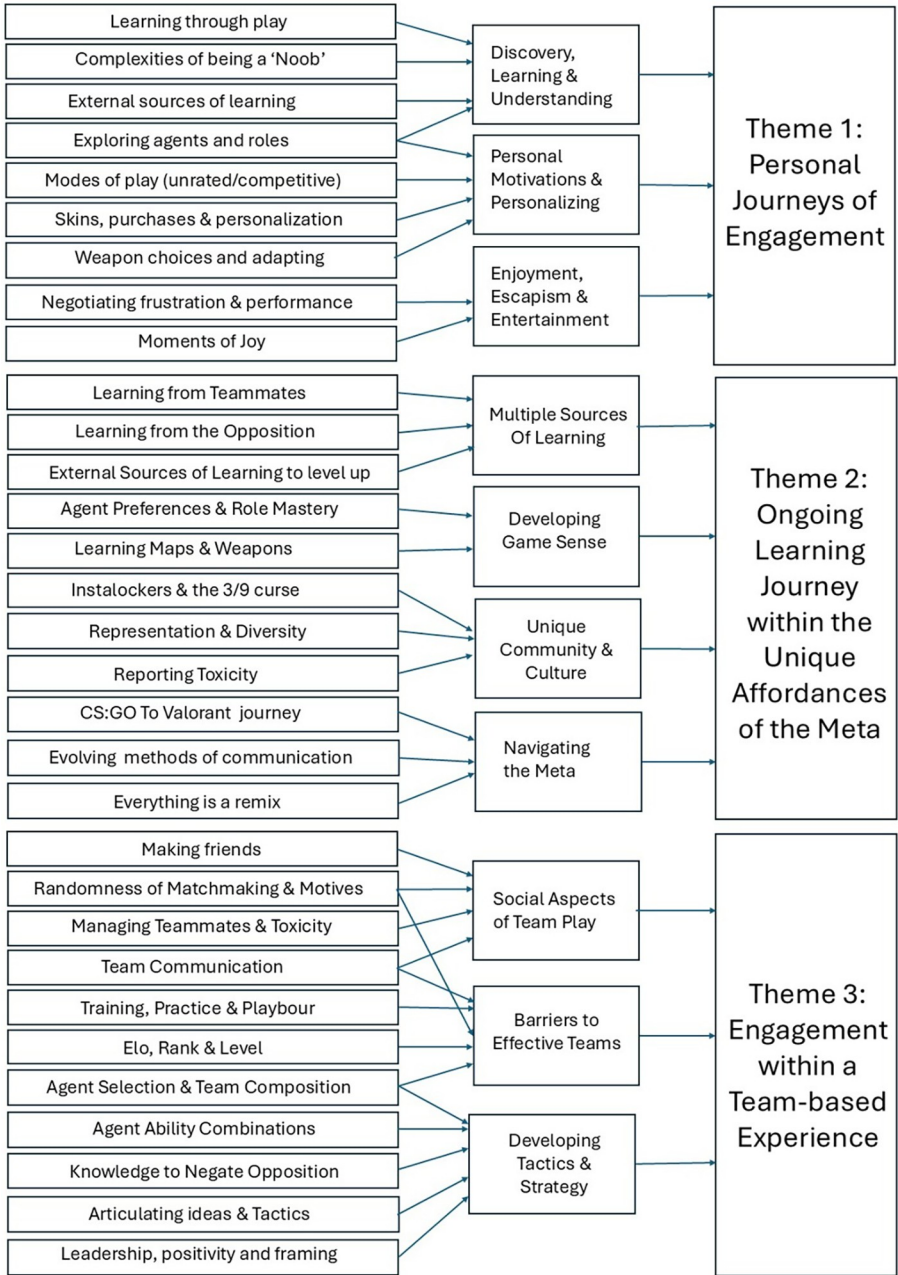 Learning through play
Complexities of being a ‘Noob’
External sources of learning
Exploring agents and roles
Modes of play (unrated/competitive)
Skins, purchases & personalization
Weapon choices and adapting
Negotiating frustration & performance
Moments of Joy
Discovery,
Learning &
Understanding
Personal
Motivations &
Personalizing
Enjoyment,
Escapism &
Entertainment
Theme 1:
Personal
Journeys of
Engagement
Learning from Teammates
Learning from the Opposition
External Sources of Learning to level up
Agent Preferences & Role Mastery
Learning Maps & Weapons
Instalockers & the 3/9 curse
Representation & Diversity
Reporting Toxicity
CS:GO To Valorant journey
Evolving methods of communication
Everything is a remix
Multiple Sources
Of Learning
Developing
Game Sense
Unique
Community &
Culture
Navigating
the Meta
Theme 2:
Ongoing
Learning
Journey
within the
Unique
Affordances
of the Meta
Making friends
Randomness of Matchmaking & Motives
Managing Teammates & Toxicity
Team Communication
Training, Practice & Playbour
Elo, Rank & Level
Agent Selection & Team Composition
Agent Ability Combinations
Knowledge to Negate Opposition
Articulating ideas & Tactics
Leadership, positivity and framing
Social Aspects
of Team Play
Barriers to
Effective Teams
Developing
Tactics &
Strategy
Theme 3:
Engagement
within a
Team-based
Experience